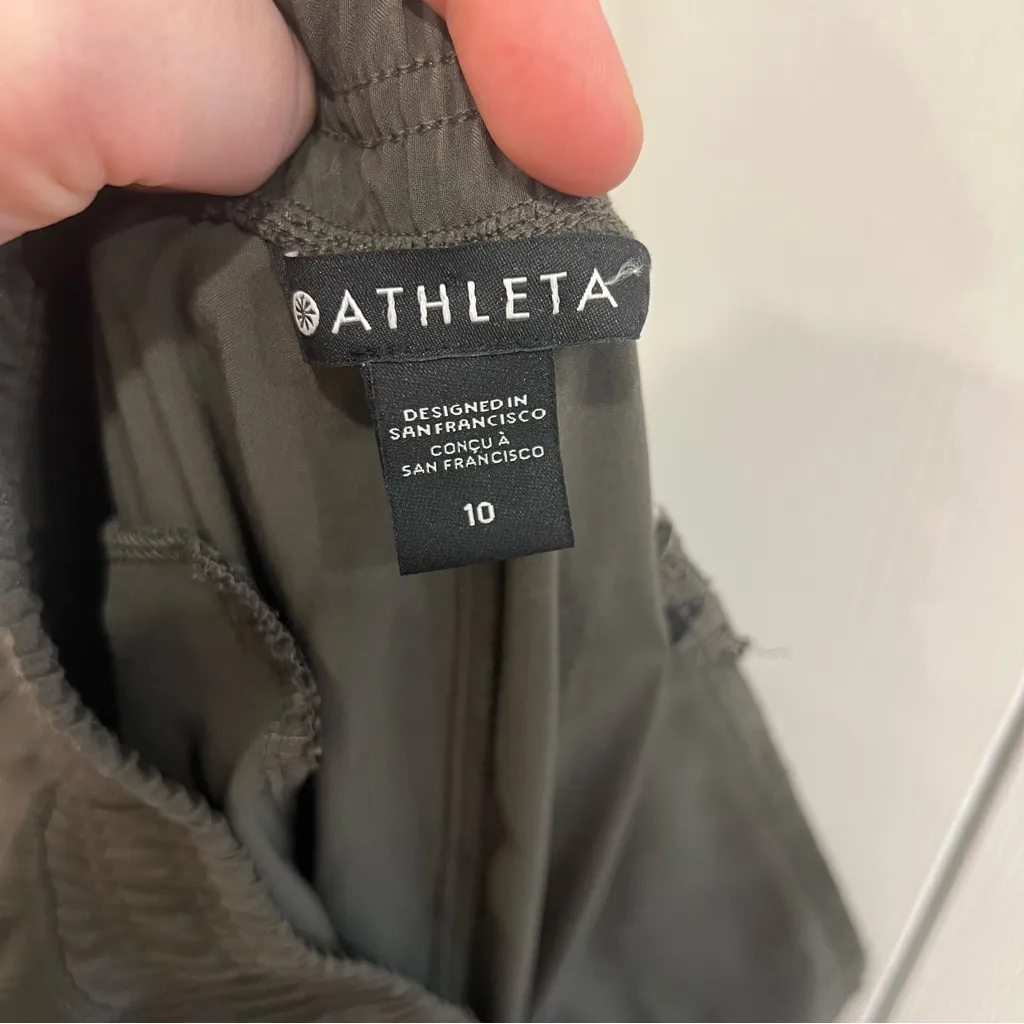 ATHLETA
DESIGNED IN
SAN FRANCISCO
CONÇU À
SAN FRANCISCO
10